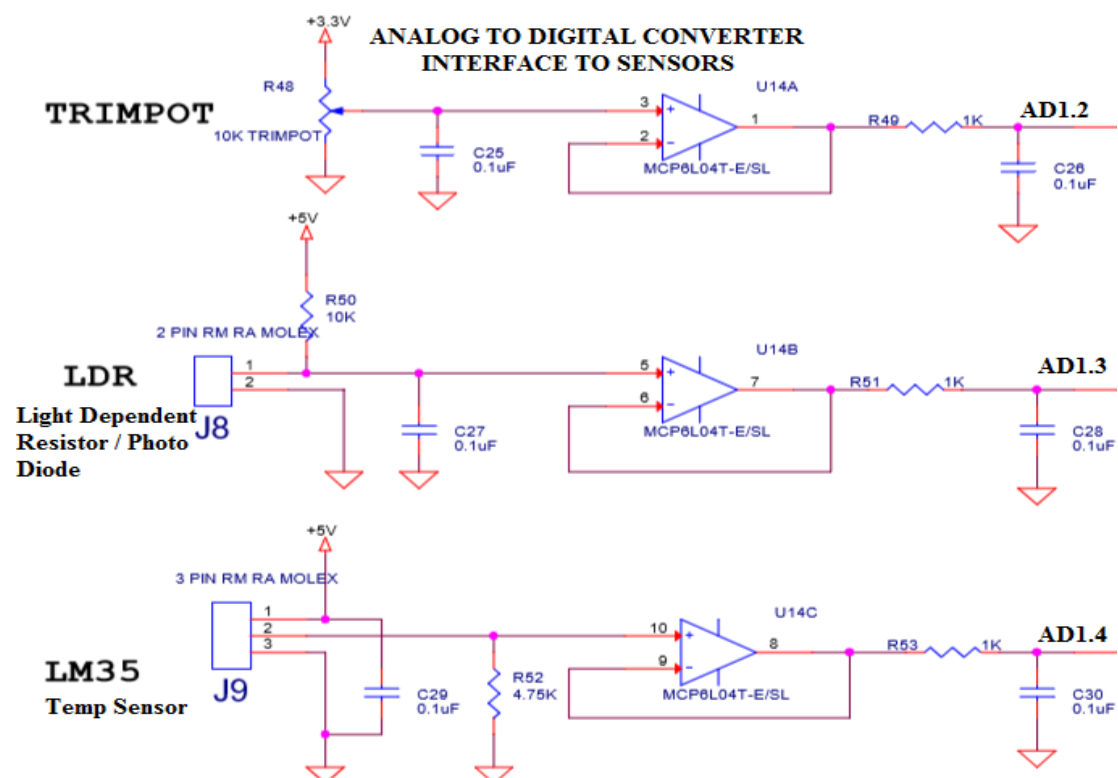 +3.3V
ANALOG TO DIGITAL CONVERTER
INTERFACE TO SENSORS
R48
U14A
TRIMPOT
10K TRIMPOT
3
+
2
−
1
R49
1K
AD1.2
C25
0.1uF
MCP6L04T-E/SL
C26
0.1uF
+5V
R50
10K
2 PIN RM RA MOLEX
U14B
LDR
1
2
5
+
6
−
7
R51
1K
AD1.3
Light Dependent
Resistor / Photo
Diode
J8
C27
0.1uF
MCP6L04T-E/SL
C28
0.1uF
+5V
3 PIN RM RA MOLEX
U14C
1
2
3
10
+
9
−
8
R53
1K
AD1.4
LM35
J9
Temp Sensor
C29
0.1uF
R52
4.75K
MCP6L04T-E/SL
C30
0.1uF